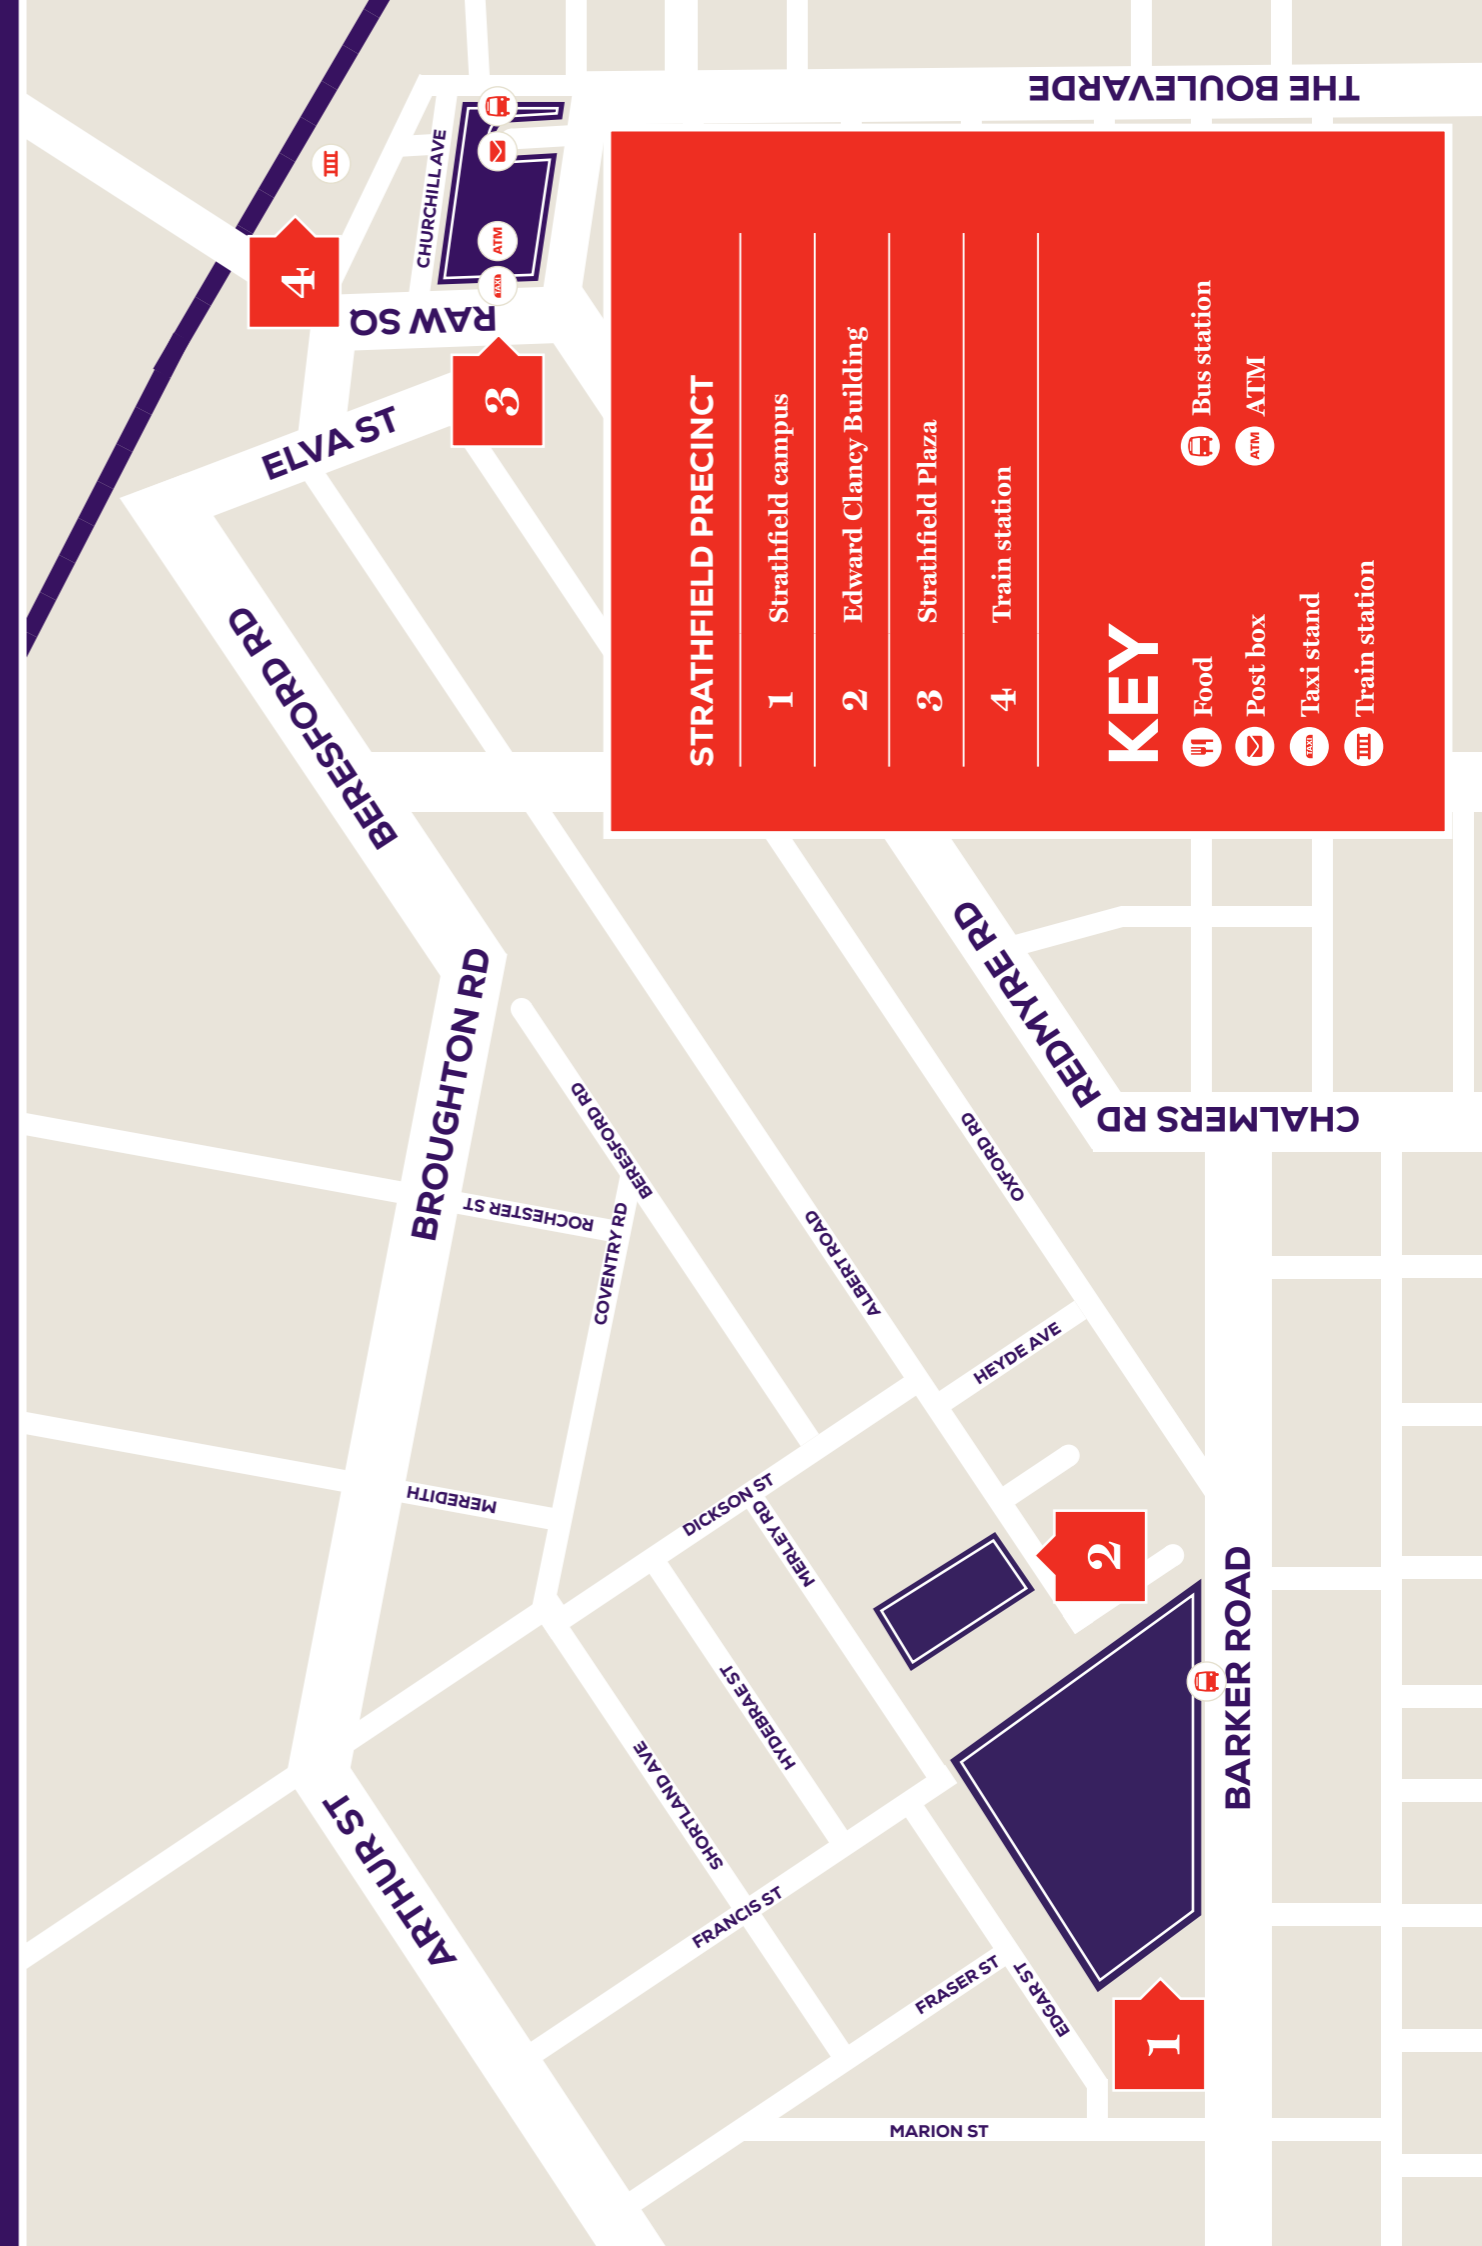 THE BOULEVARDE
CHURCHILL AVE
ATM
TAXI
4
RAW SQ
3
ELVA ST
BERESFORD RD
BROUGHTON RD
ROCHESTER ST
COVENTRY RD
BERESFORD RD
ALBERT ROAD
OXFORD RD
REDMYRE RD
CHALMERS RD
HEYDE AVE
MEREDITH
DICKSON ST
MERLEY RD
HYDEBRAE ST
SHORTLAND AVE
ARTHUR ST
FRANCIS ST
FRASER ST
EDGAR ST
MARION ST
BARKER ROAD
2
1
STRATHFIELD PRECINCT
1 Strathfield campus
2 Edward Clancy Building
3 Strathfield Plaza
4 Train station
KEY
Food
Post box
TAXI Taxi stand
Train station
Bus station
ATM ATM